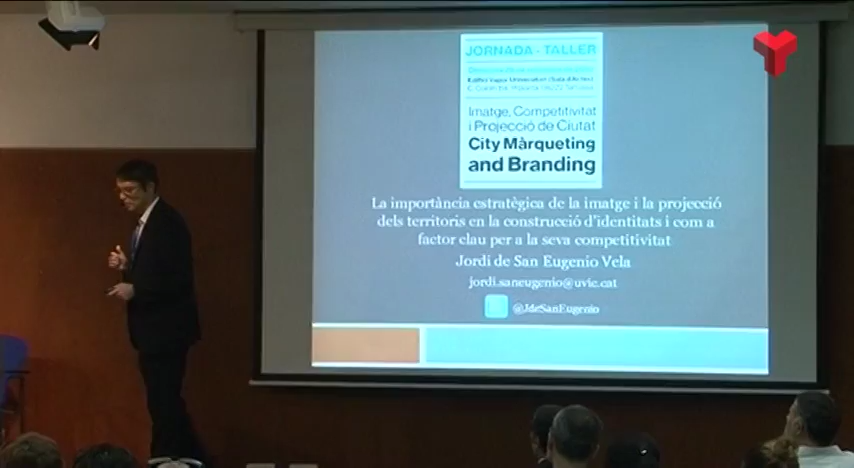 JORNADA - TALLER
Imatge, Competitivitat
i Projecció de Ciutat
City Màrqueting
and Branding
La importància estratègica de la imatge i la projecció
dels territoris en la construcció d'identitats i com a
factor clau per a la seva competitivitat
Jordi de San Eugenio Vela
jordi.saneugenio@uvic.cat
@JdeSanEugenio